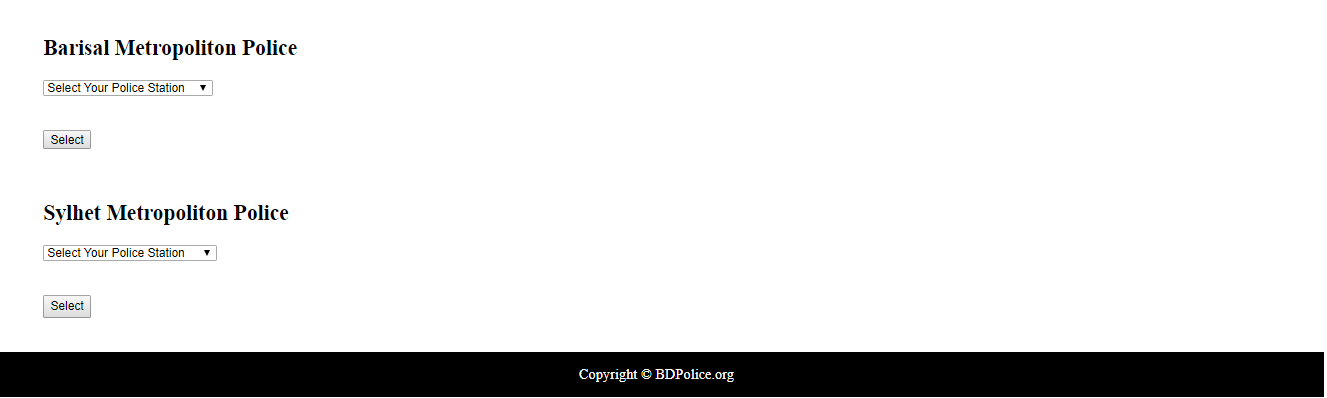 Barisal Metropoliton Police
Select Your Police Station
Select
Sylhet Metropoliton Police
Select Your Police Station
Select
Copyright © BDPolice.org